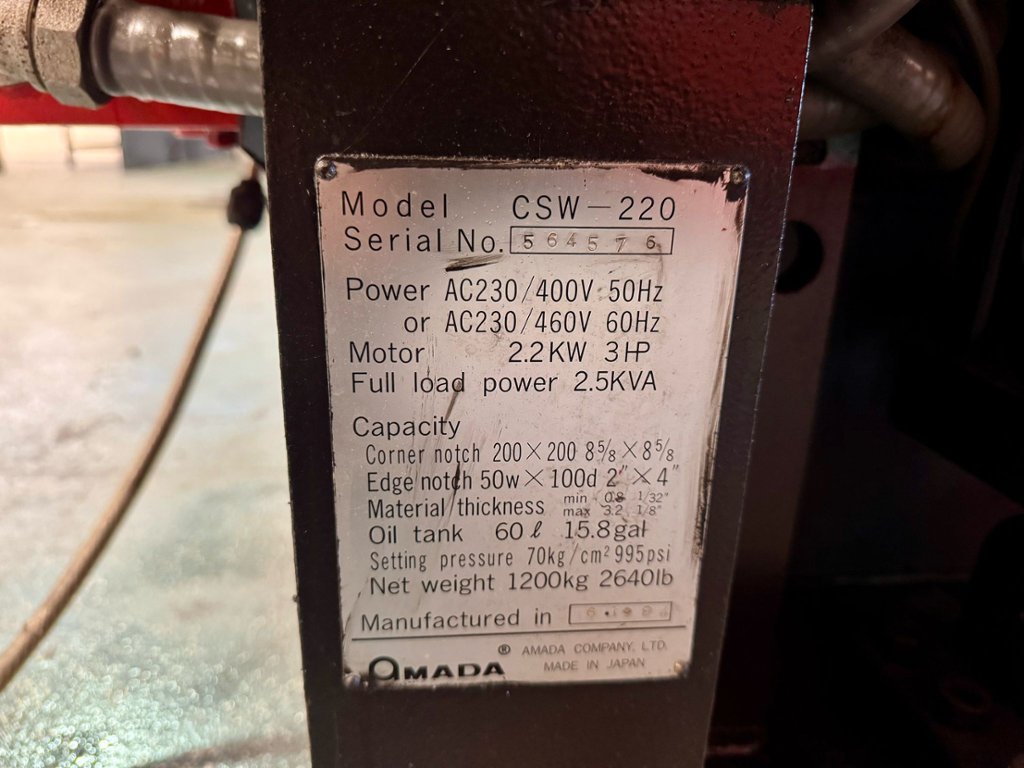 Model CSW-220
Serial No. 564576
Power AC230/400V 50Hz
or AC230/460V 60Hz
Motor 2.2KW 3HP
Full load power 2.5KVA
Capacity
Corner notch 200×200 8⅝×8⅝
Edge notch 50w×100d 2"×4"
Material thickness min 0.8 1/32"
max 3.2 1/8"
Oil tank 60ℓ 15.8gal
Setting pressure 70kg/cm² 995psi
Net weight 1200kg 2640lb
Manufactured in
® AMADA COMPANY, LTD.
AMADA MADE IN JAPAN